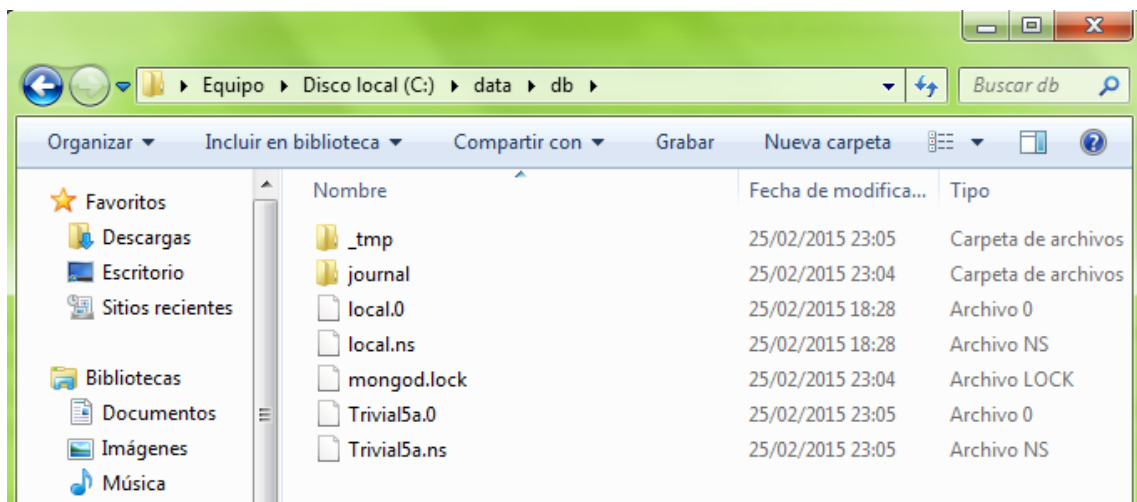 Equipo Disco local (C:) data db Buscar db
Organizar Incluir en biblioteca Compartir con Grabar Nueva carpeta
Favoritos
Descargas
Escritorio
Sitios recientes
Bibliotecas
Documentos
Imágenes
Música
Nombre Fecha de modifica... Tipo
_tmp 25/02/2015 23:05 Carpeta de archivos
journal 25/02/2015 23:04 Carpeta de archivos
local.0 25/02/2015 18:28 Archivo 0
local.ns 25/02/2015 18:28 Archivo NS
mongod.lock 25/02/2015 23:04 Archivo LOCK
Trivial5a.0 25/02/2015 23:05 Archivo 0
Trivial5a.ns 25/02/2015 23:05 Archivo NS